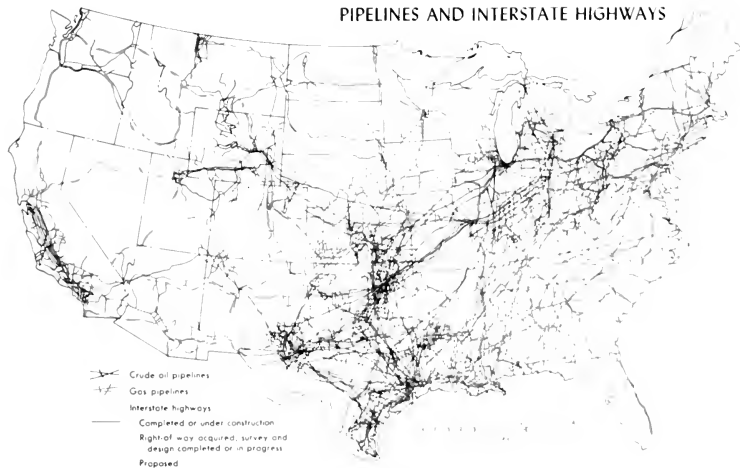 PIPELINES AND INTERSTATE HIGHWAYS
Crude oil pipelines
Gas pipelines
Interstate highways
Completed or under construction
Right-of way acquired, survey and
design completed or in progress
Proposed